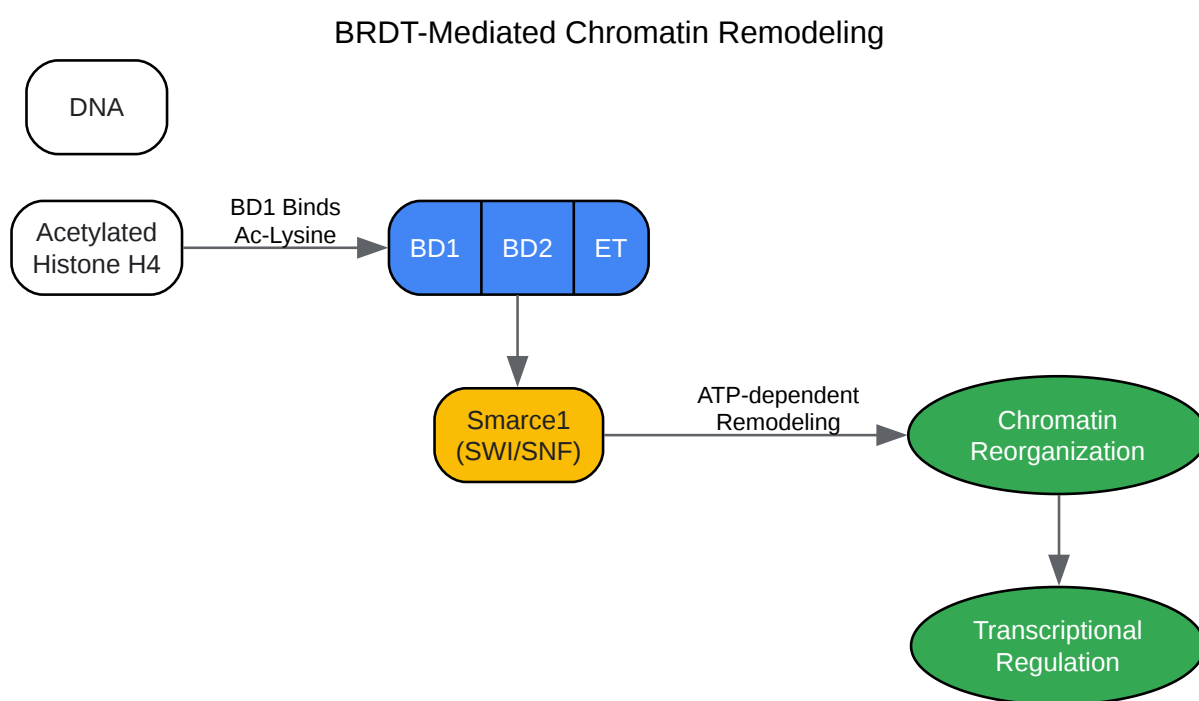 BRDT-Mediated Chromatin Remodeling
DNA
Acetylated
Histone H4
BD1 Binds
Ac-Lysine
BD1
BD2
ET
Smarce1
(SWI/SNF)
ATP-dependent
Remodeling
Chromatin
Reorganization
Transcriptional
Regulation